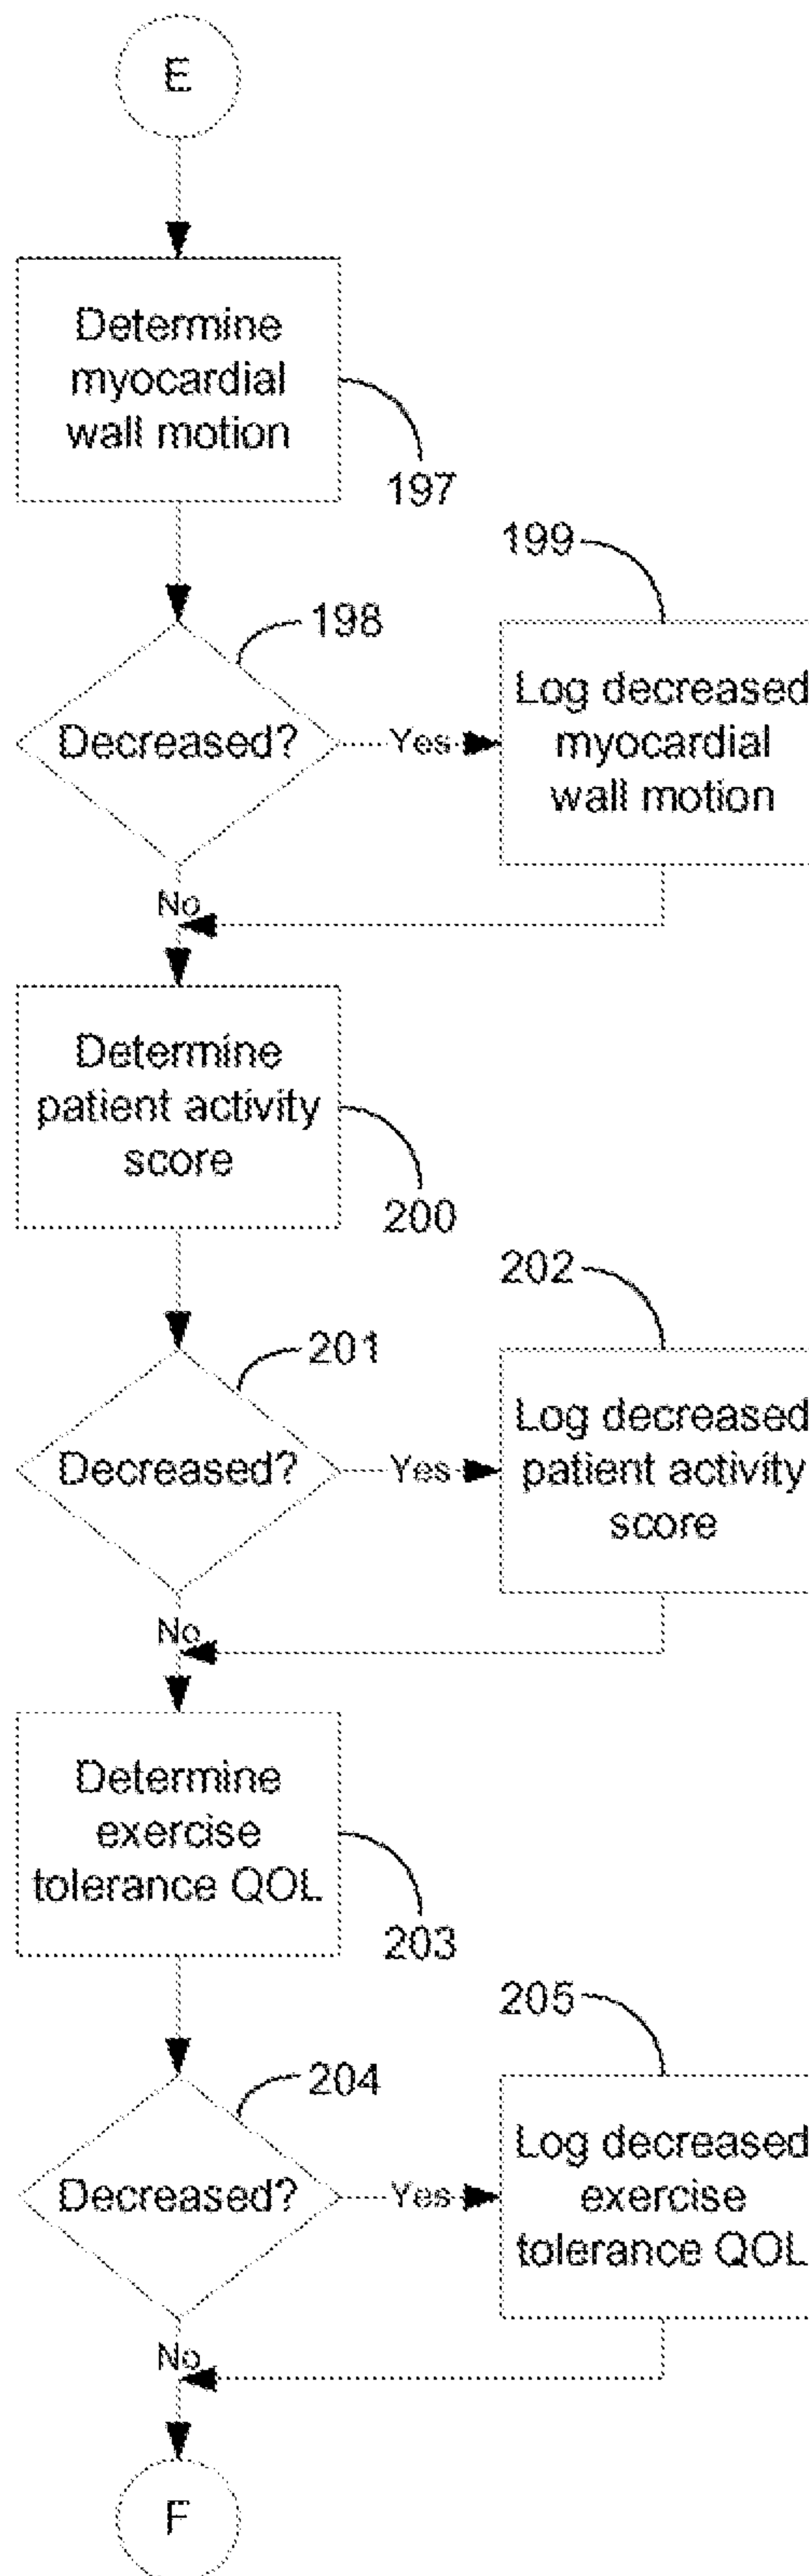 E
Determine
myocardial
wall motion
197
199
198
Decreased?
Yes
Log decreased
myocardial
wall motion
No
Determine
patient activity
score
200
202
201
Decreased?
Yes
Log decreased
patient activity
score
No
Determine
exercise
tolerance QOL
203
205
204
Decreased?
Yes
Log decreased
exercise
tolerance QOL
No
F